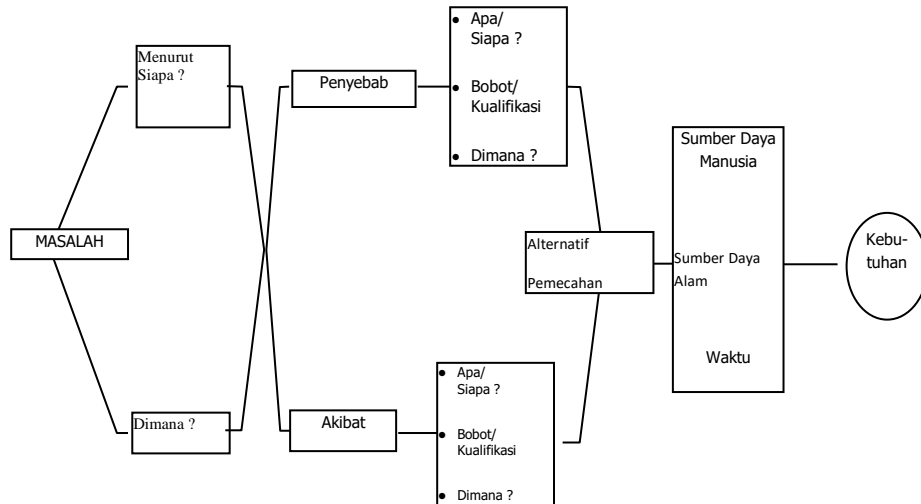 MASALAH
Menurut
Siapa ?
Dimana ?
Penyebab
Akibat
• Apa/
Siapa ?
• Bobot/
Kualifikasi
• Dimana ?
• Apa/
Siapa ?
• Bobot/
Kualifikasi
• Dimana ?
Alternatif
Pemecahan
Sumber Daya
Manusia
Sumber Daya
Alam
Waktu
Kebu-
tuhan